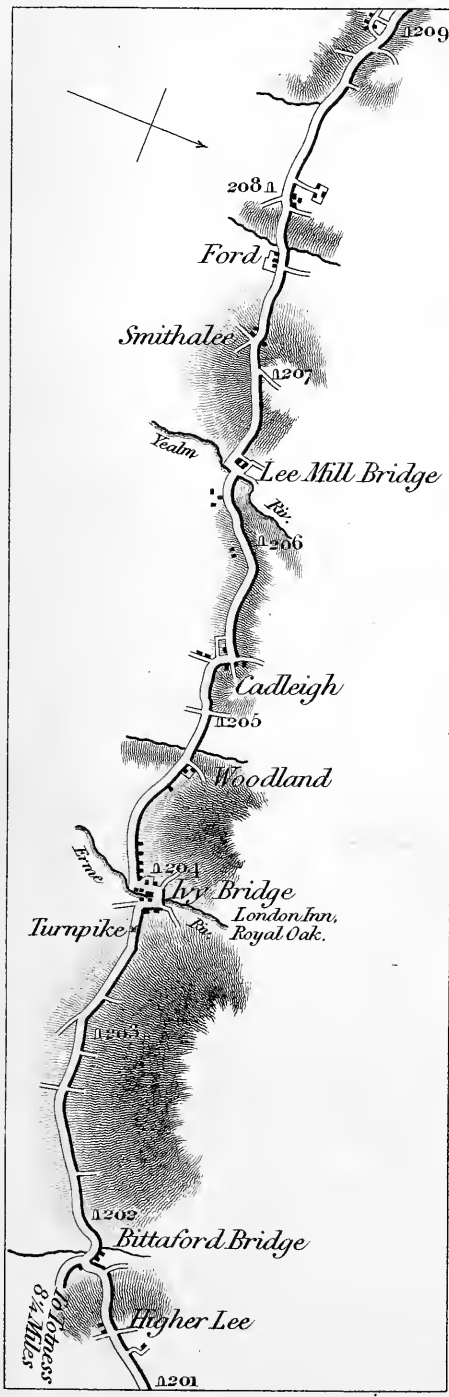 209
208
Ford
Smithalee
207
Yealm
Lee Mill Bridge
Riv.
206
Cadleigh
205
Woodland
Erme
204
Ivy Bridge
Riv.
London Inn,
Royal Oak.
Turnpike
203
202
Bittaford Bridge
To Totness
8¼ Miles
Higher Lee
201